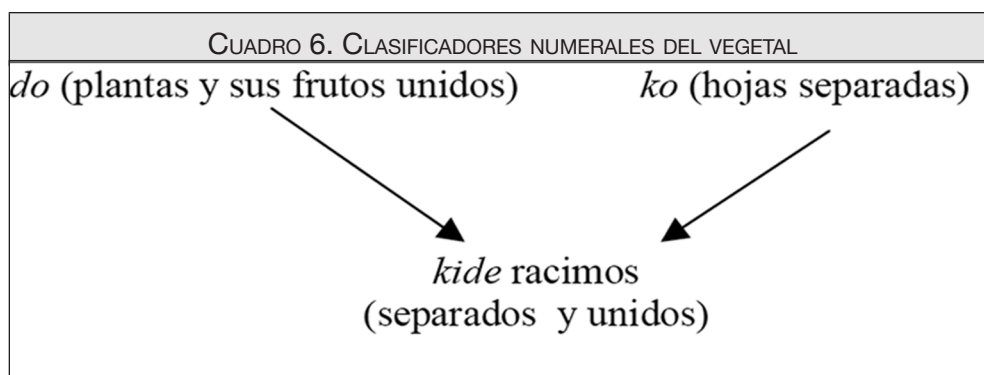 CUADRO 6. CLASIFICADORES NUMERALES DEL VEGETAL
do (plantas y sus frutos unidos) ko (hojas separadas)
kide racimos
(separados y unidos)